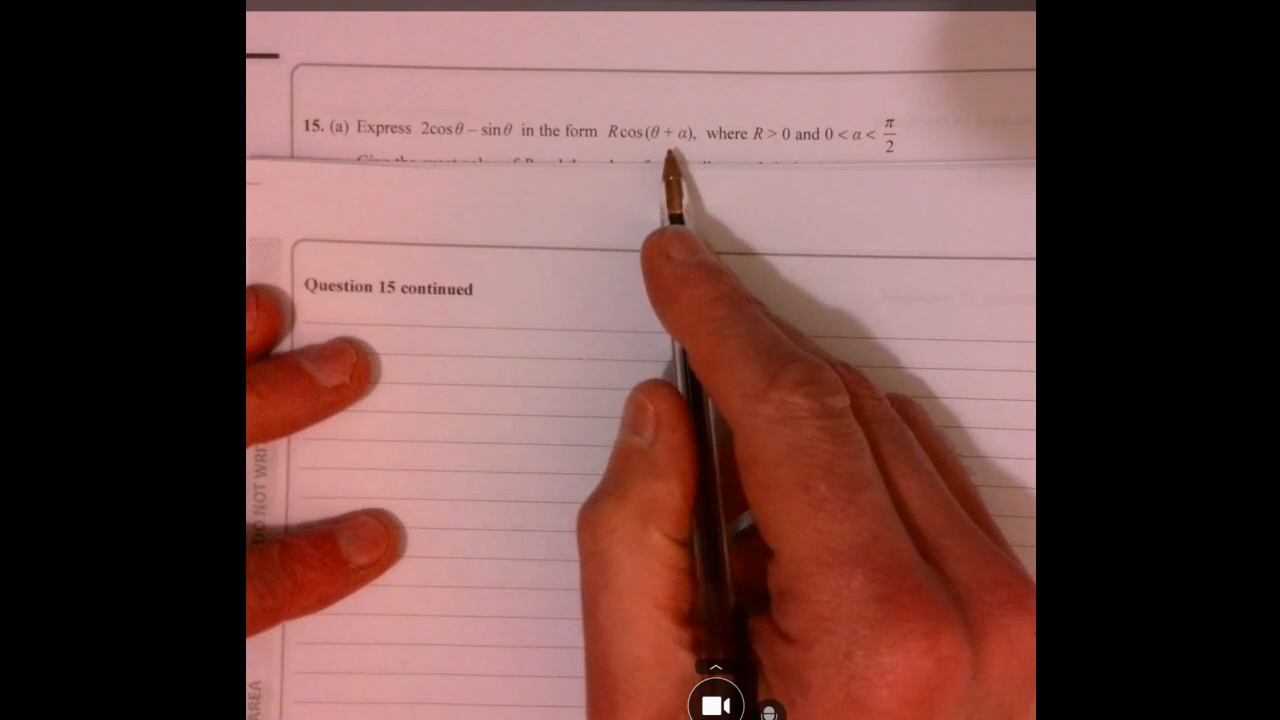 15. (a) Express 2cosθ – sinθ in the form Rcos(θ + α), where R > 0 and 0 < α < π/2
Question 15 continued
DO NOT WRI
AREA